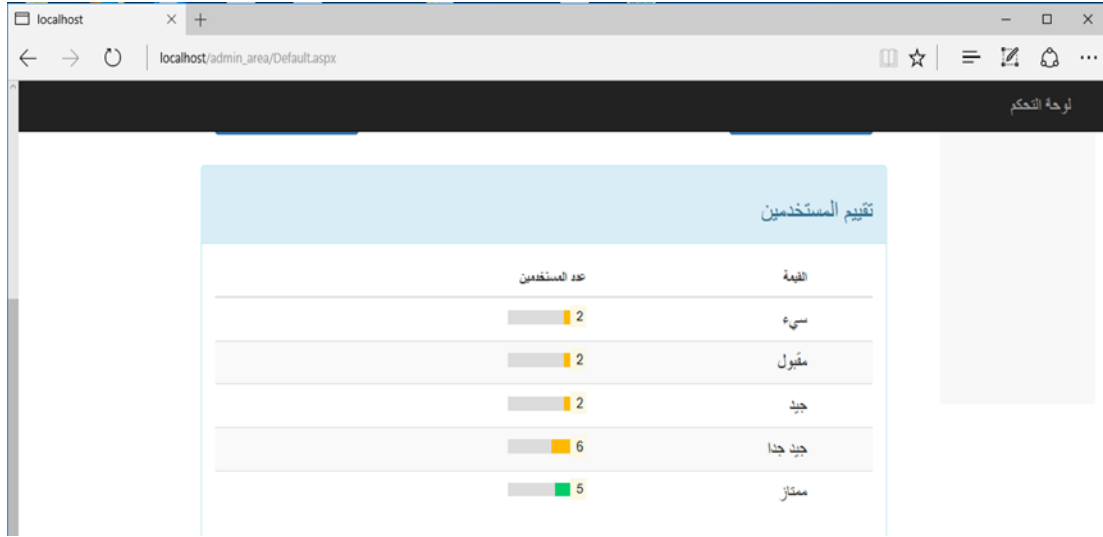 localhost
localhost/admin_area/Default.aspx
لوحة التحكم
تقييم المستخدمين
القيمة عدد المستخدمين
سيء 2
مقبول 2
جيد 2
جيد جدا 6
ممتاز 5